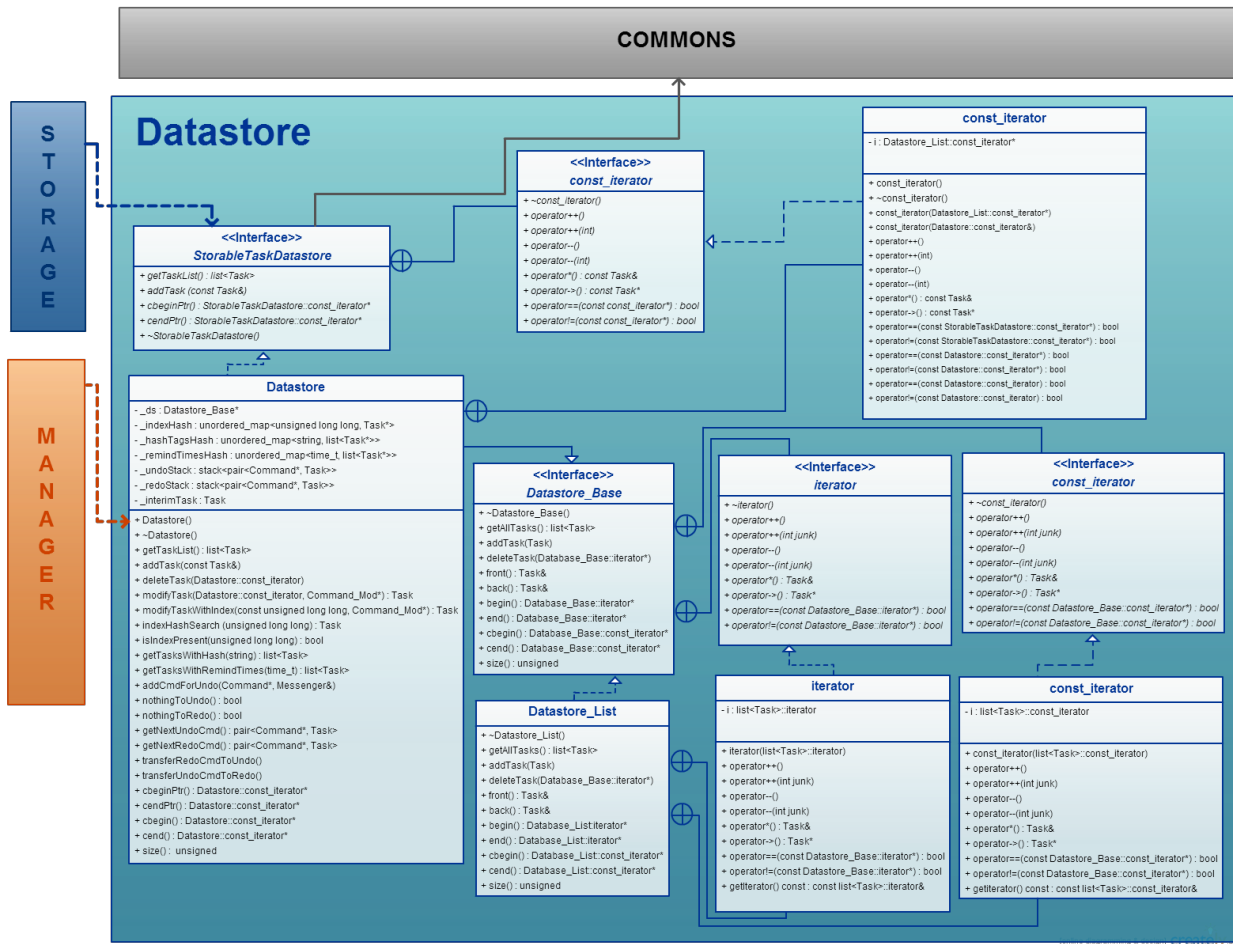 COMMONS
S
T
O
R
A
G
E
M
A
N
A
G
E
R
Datastore
<<Interface>>
StorableTaskDatastore
+ getTaskList() : list<Task>
+ addTask (const Task&)
+ cbeginPtr() : StorableTaskDatastore::const_iterator*
+ cendPtr() : StorableTaskDatastore::const_iterator*
+ ~StorableTaskDatastore()
<<Interface>>
const_iterator
+ ~const_iterator()
+ operator++()
+ operator++(int)
+ operator--()
+ operator--(int)
+ operator*() : const Task&
+ operator->() : const Task*
+ operator==(const const_iterator*) : bool
+ operator!=(const const_iterator*) : bool
const_iterator
- i : Datastore_List::const_iterator*
+ const_iterator()
+ ~const_iterator()
+ const_iterator(Datastore_List::const_iterator*)
+ const_iterator(Datastore::const_iterator&)
+ operator++()
+ operator++(int)
+ operator--()
+ operator--(int)
+ operator*() : const Task&
+ operator->() : const Task*
+ operator==(const StorableTaskDatastore::const_iterator*) : bool
+ operator!=(const StorableTaskDatastore::const_iterator*) : bool
+ operator==(const Datastore::const_iterator*) : bool
+ operator!=(const Datastore::const_iterator*) : bool
+ operator==(const Datastore::const_iterator) : bool
+ operator!=(const Datastore::const_iterator) : bool
Datastore
- _ds : Datastore_Base*
- _indexHash : unordered_map<unsigned long long, Task*>
- _hashTagsHash : unordered_map<string, list<Task*>>
- _remindTimesHash : unordered_map<time_t, list<Task*>>
- _undoStack : stack<pair<Command*, Task>>
- _redoStack : stack<pair<Command*, Task>>
- _interimTask : Task
+ Datastore()
+ ~Datastore()
+ getTaskList() : list<Task>
+ addTask(const Task&)
+ deleteTask(Datastore::const_iterator)
+ modifyTask(Datastore::const_iterator, Command_Mod*) : Task
+ modifyTaskWithIndex(const unsigned long long, Command_Mod*) : Task
+ indexHashSearch (unsigned long long) : Task
+ isIndexPresent(unsigned long long) : bool
+ getTasksWithHash(string) : list<Task>
+ getTasksWithRemindTimes(time_t) : list<Task>
+ addCmdForUndo(Command*, Messenger&)
+ nothingToUndo() : bool
+ nothingToRedo() : bool
+ getNextUndoCmd() : pair<Command*, Task>
+ getNextRedoCmd() : pair<Command*, Task>
+ transferRedoCmdToUndo()
+ transferUndoCmdToRedo()
+ cbeginPtr() : Datastore::const_iterator*
+ cendPtr() : Datastore::const_iterator*
+ cbegin() : Datastore::const_iterator*
+ cend() : Datastore::const_iterator*
+ size() : unsigned
<<Interface>>
Datastore_Base
+ ~Datastore_Base()
+ getAllTasks() : list<Task>
+ addTask(Task)
+ deleteTask(Database_Base::iterator*)
+ front() : Task&
+ back() : Task&
+ begin() : Database_Base::iterator*
+ end() : Database_Base::iterator*
+ cbegin() : Database_Base::const_iterator*
+ cend() : Database_Base::const_iterator*
+ size() : unsigned
<<Interface>>
iterator
+ ~iterator()
+ operator++()
+ operator++(int junk)
+ operator--()
+ operator--(int junk)
+ operator*() : Task&
+ operator->() : Task*
+ operator==(const Datastore_Base::iterator*) : bool
+ operator!=(const Datastore_Base::iterator*) : bool
<<Interface>>
const_iterator
+ ~const_iterator()
+ operator++()
+ operator++(int junk)
+ operator--()
+ operator--(int junk)
+ operator*() : Task&
+ operator->() : Task*
+ operator==(const Datastore_Base::const_iterator*) : bool
+ operator!=(const Datastore_Base::const_iterator*) : bool
Datastore_List
+ ~Datastore_List()
+ getAllTasks() : list<Task>
+ addTask(Task)
+ deleteTask(Database_Base::iterator*)
+ front() : Task&
+ back() : Task&
+ begin() : Database_List:iterator*
+ end() : Database_List::iterator*
+ cbegin() : Database_List::const_iterator*
+ cend() : Database_List::const_iterator*
+ size() : unsigned
iterator
- i : list<Task>::iterator
+ iterator(list<Task>::iterator)
+ operator++()
+ operator++(int junk)
+ operator--()
+ operator--(int junk)
+ operator*() : Task&
+ operator->() : Task*
+ operator==(const Datastore_Base::iterator*) : bool
+ operator!=(const Datastore_Base::iterator*) : bool
+ getIterator() const : const list<Task>::iterator&
const_iterator
- i : list<Task>::const_iterator
+ const_iterator(list<Task>::const_iterator)
+ operator++()
+ operator++(int junk)
+ operator--()
+ operator--(int junk)
+ operator*() : Task&
+ operator->() : Task*
+ operator==(const Datastore_Base::const_iterator*) : bool
+ operator!=(const Datastore_Base::const_iterator*) : bool
+ getIterator() const : const list<Task>::const_iterator&